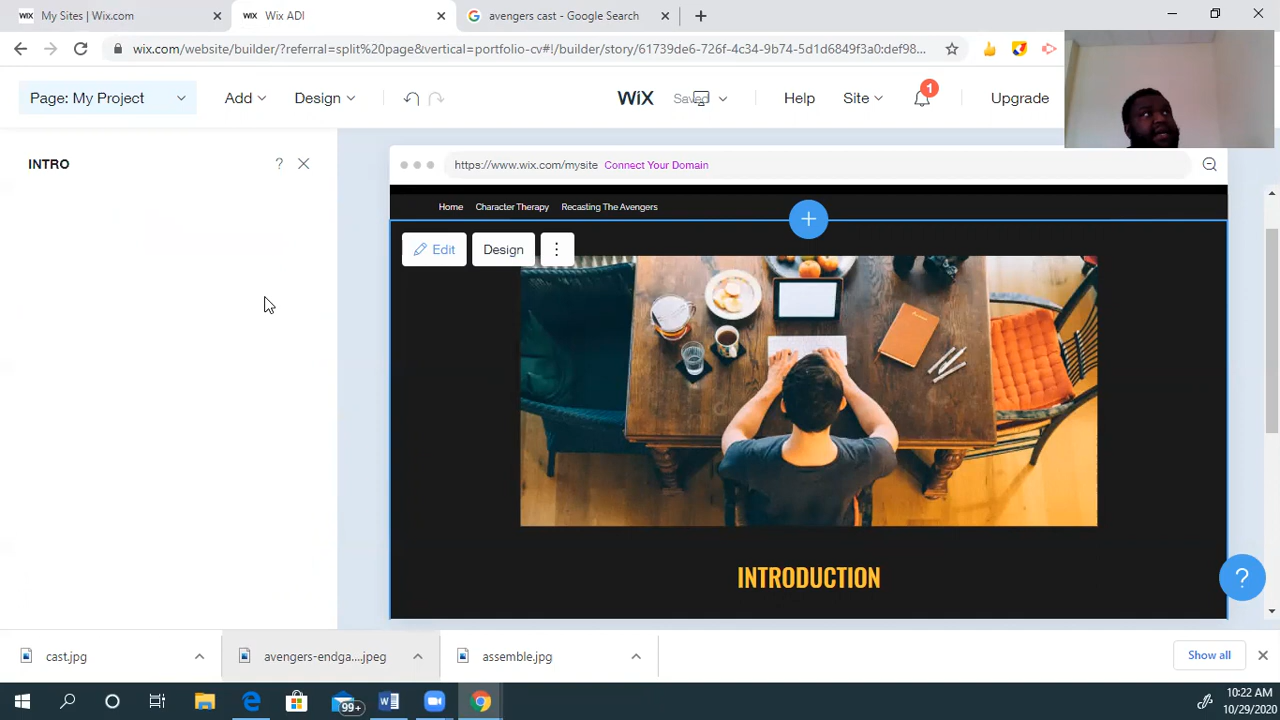 WiX My Sites | Wix.com
WiX Wix ADI
avengers cast - Google Search
wix.com/website/builder/?referral=split%20page&vertical=portfolio-cv#!/builder/story/61739de6-726f-4c34-9b74-5d1d6849f3a0:def98...
Page: My Project
Add
Design
WiX
Saved
Help
Site
1
Upgrade
INTRO
?
https://www.wix.com/mysite Connect Your Domain
Home
Character Therapy
Recasting The Avengers
Edit
Design
INTRODUCTION
?
cast.jpg
avengers-endga....jpeg
assemble.jpg
Show all
99+
10:22 AM
10/29/2020